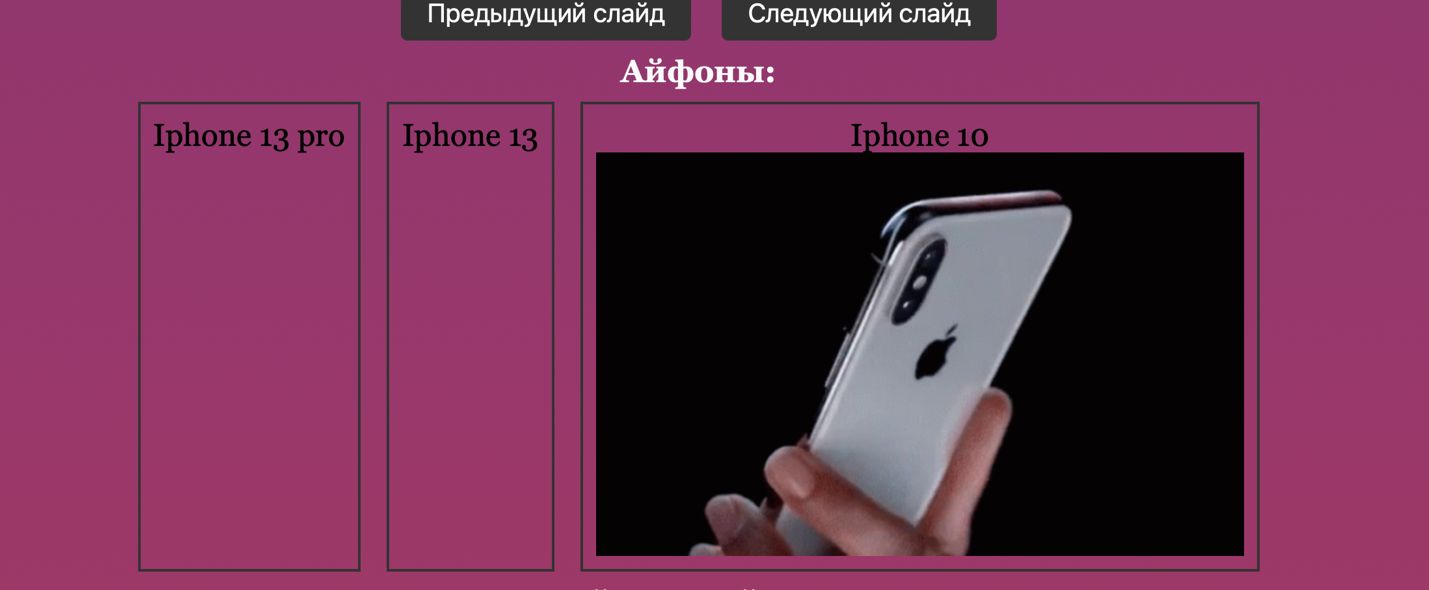 Предыдущий слайд
Следующий слайд
Айфоны:
Iphone 13 pro
Iphone 13
Iphone 10